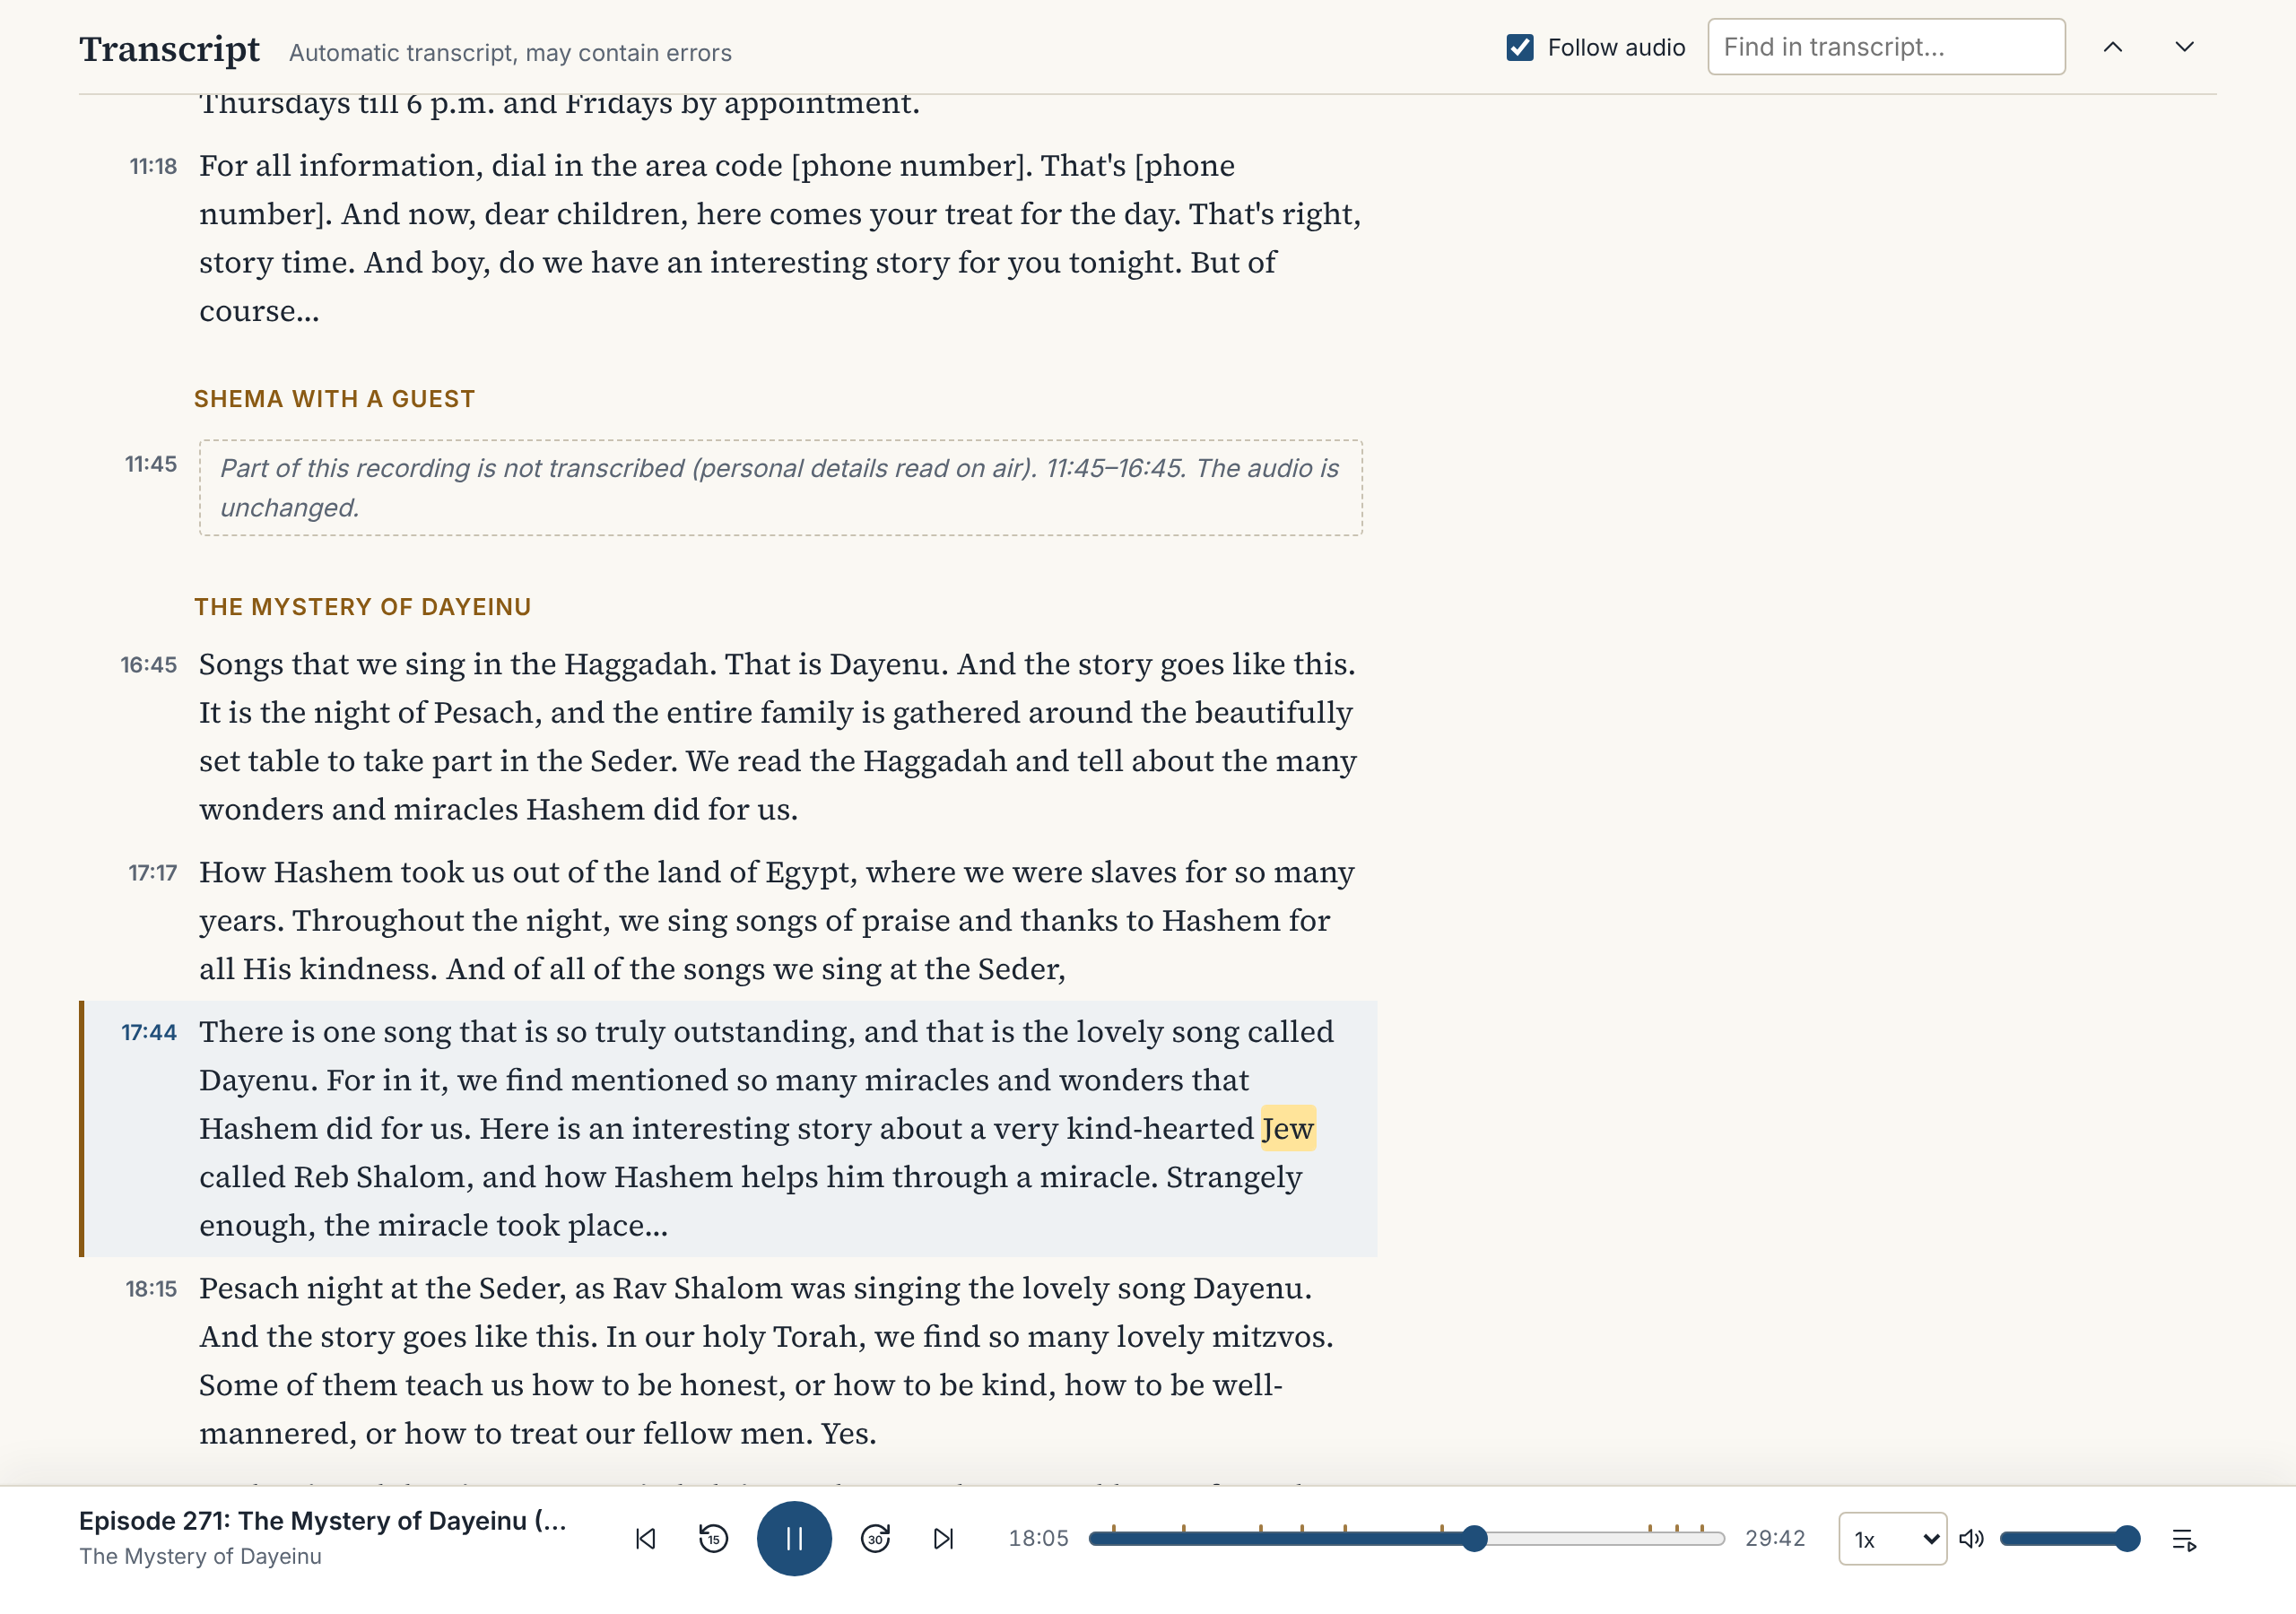 Transcript
Automatic transcript, may contain errors
Follow audio
Find in transcript...
Thursdays till 6 p.m. and Fridays by appointment.
11:18
For all information, dial in the area code [phone number]. That's [phone
number]. And now, dear children, here comes your treat for the day. That's right,
story time. And boy, do we have an interesting story for you tonight. But of
course...
SHEMA WITH A GUEST
11:45
Part of this recording is not transcribed (personal details read on air). 11:45–16:45. The audio is
unchanged.
THE MYSTERY OF DAYEINU
16:45
Songs that we sing in the Haggadah. That is Dayenu. And the story goes like this.
It is the night of Pesach, and the entire family is gathered around the beautifully
set table to take part in the Seder. We read the Haggadah and tell about the many
wonders and miracles Hashem did for us.
17:17
How Hashem took us out of the land of Egypt, where we were slaves for so many
years. Throughout the night, we sing songs of praise and thanks to Hashem for
all His kindness. And of all of the songs we sing at the Seder,
17:44
There is one song that is so truly outstanding, and that is the lovely song called
Dayenu. For in it, we find mentioned so many miracles and wonders that
Hashem did for us. Here is an interesting story about a very kind-hearted Jew
called Reb Shalom, and how Hashem helps him through a miracle. Strangely
enough, the miracle took place...
18:15
Pesach night at the Seder, as Rav Shalom was singing the lovely song Dayenu.
And the story goes like this. In our holy Torah, we find so many lovely mitzvos.
Some of them teach us how to be honest, or how to be kind, how to be well-
mannered, or how to treat our fellow men. Yes.
Episode 271: The Mystery of Dayeinu (...
The Mystery of Dayeinu
15
30
18:05
29:42
1x